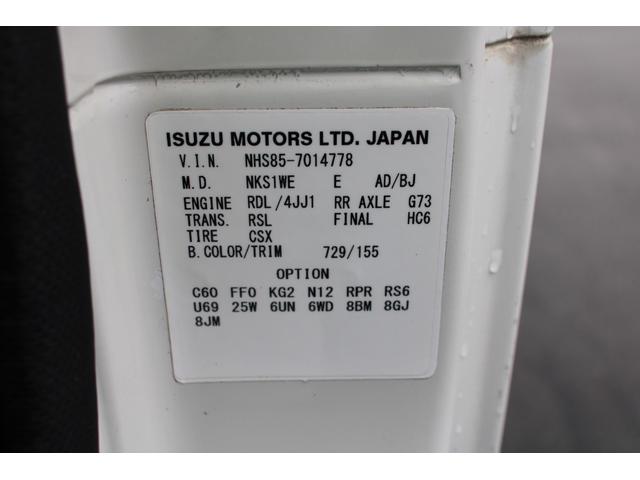 ISUZU MOTORS LTD. JAPAN
V.I.N. NHS85-7014778
M.D. NKS1WE E AD/BJ
ENGINE RDL/4JJ1 RR AXLE G73
TRANS. RSL FINAL HC6
TIRE CSX
B.COLOR/TRIM 729/155
OPTION
C60 FF0 KG2 N12 RPR RS6
U69 25W 6UN 6WD 8BM 8GJ
8JM